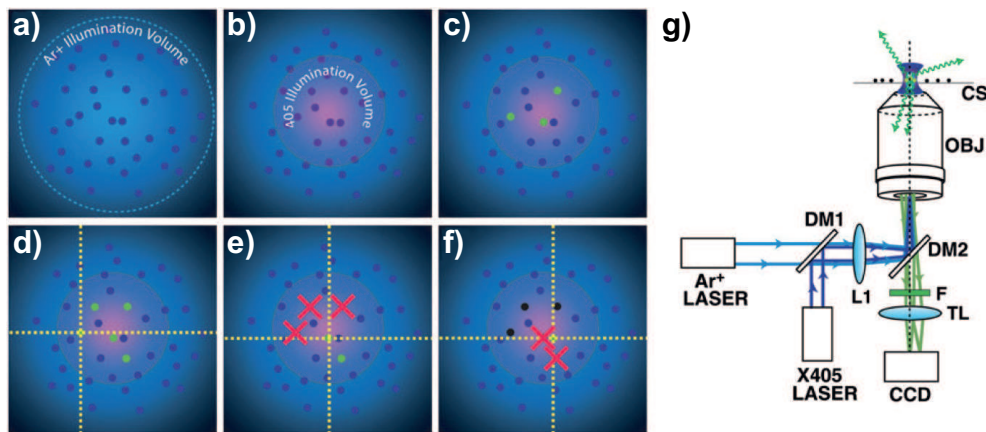 a)
Ar+ Illumination Volume
b)
405 Illumination Volume
c)
d)
e)
f)
g)
CS
OBJ
DM1
DM2
Ar+
LASER
L1
F
TL
X405
LASER
CCD